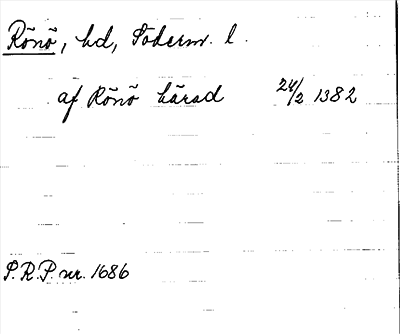 Rönö, hd, Söderm. l.
af Rönö härad 24/2 1382
S.R.P. nr. 1686